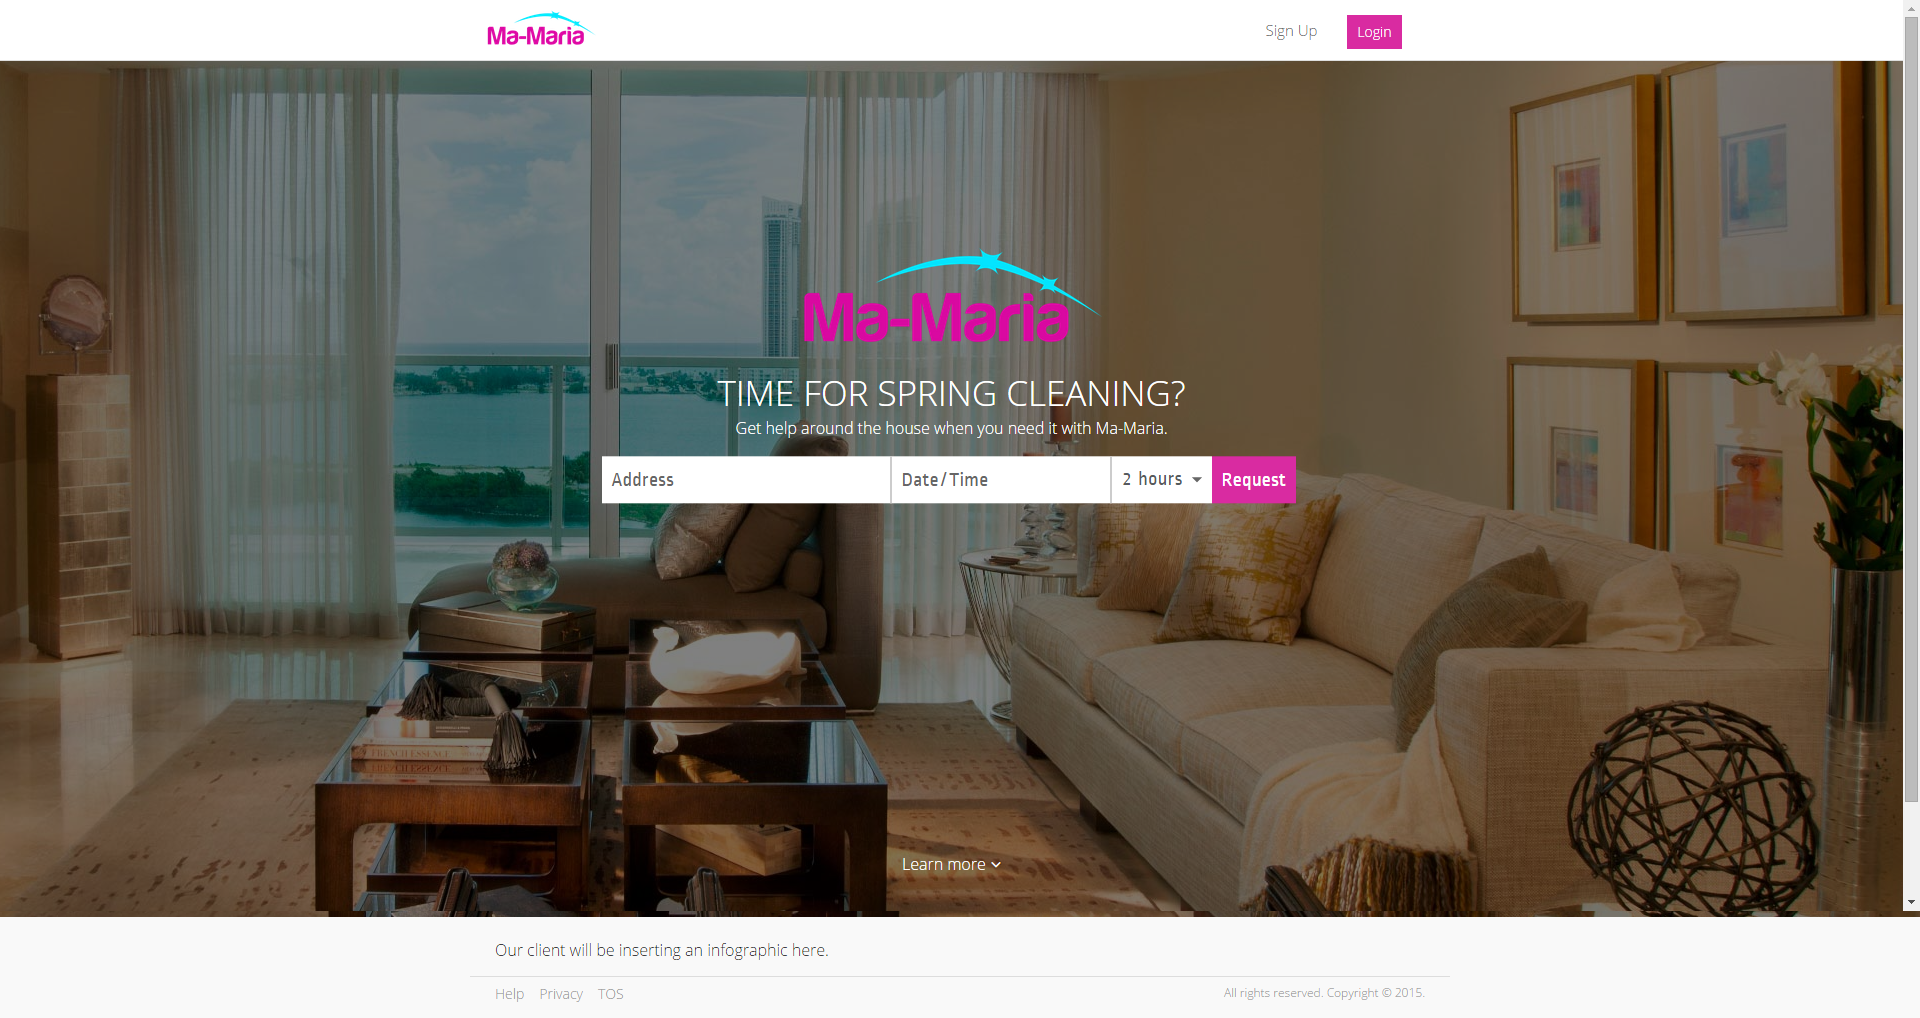 Ma-Maria
Sign Up
Login
Ma-Maria
TIME FOR SPRING CLEANING?
Get help around the house when you need it with Ma-Maria.
Address
Date/Time
2 hours
Request
FRENCH ESSENCE
Learn more
Our client will be inserting an infographic here.
Help Privacy TOS
All rights reserved. Copyright © 2015.